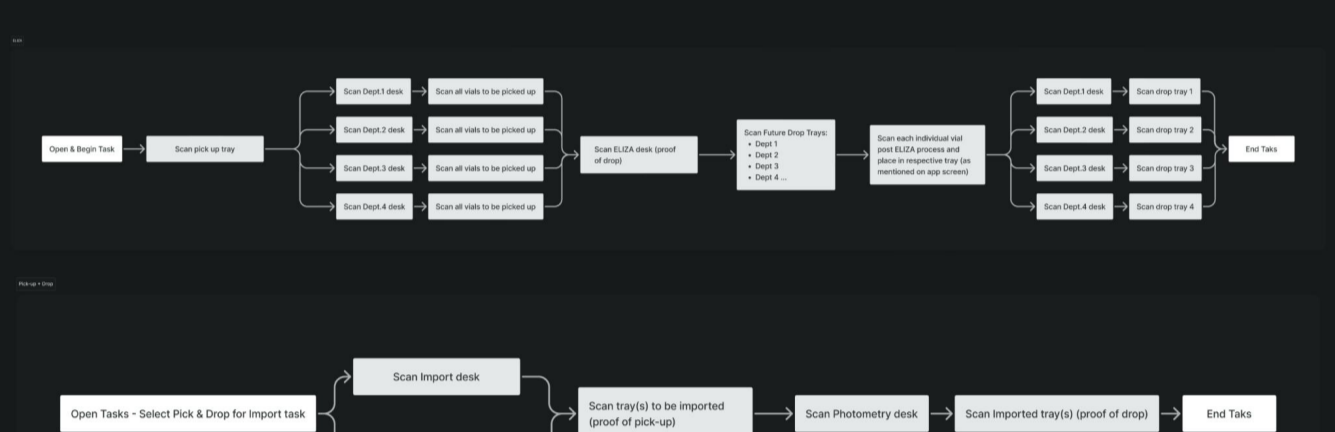 Open & Begin Task
Scan pick up tray
Scan Dept.1 desk
Scan all vials to be picked up
Scan Dept.2 desk
Scan all vials to be picked up
Scan Dept.3 desk
Scan all vials to be picked up
Scan Dept.4 desk
Scan all vials to be picked up
Scan ELIZA desk (proof
of drop)
Scan Future Drop Trays:
• Dept 1
• Dept 2
• Dept 3
• Dept 4 ...
Scan each individual vial
post ELIZA process and
place in respective tray (as
mentioned on app screen)
Scan Dept.1 desk
Scan drop tray 1
Scan Dept.2 desk
Scan drop tray 2
Scan Dept.3 desk
Scan drop tray 3
Scan Dept.4 desk
Scan drop tray 4
End Taks
Pick-up + Drop
Open Tasks - Select Pick & Drop for Import task
Scan Import desk
Scan tray(s) to be imported
(proof of pick-up)
Scan Photometry desk
Scan Imported tray(s) (proof of drop)
End Taks